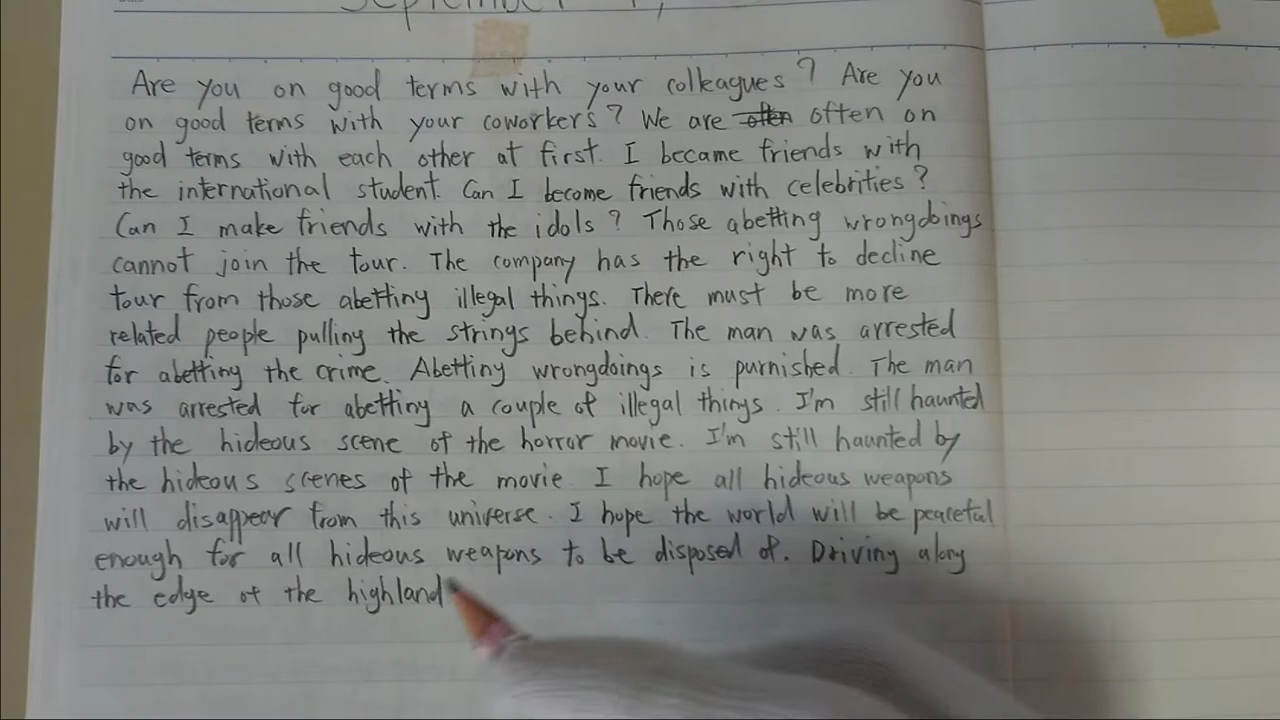 September
Are you on good terms with your colleagues? Are you
on good terms with your coworkers? We are often often on
good terms with each other at first. I became friends with
the international student. Can I become friends with celebrities?
Can I make friends with the idols? Those abetting wrongdoings
cannot join the tour. The company has the right to decline
tour from those abetting illegal things. There must be more
related people pulling the strings behind. The man was arrested
for abetting the crime. Abetting wrongdoings is purnished. The man
was arrested for abetting a couple of illegal things. I'm still haunted
by the hideous scene of the horror movie. I'm still haunted by
the hideous scenes of the movie. I hope all hideous weapons
will disappear from this universe. I hope the world will be peaceful
enough for all hideous weapons to be disposed of. Driving along
the edge of the highland